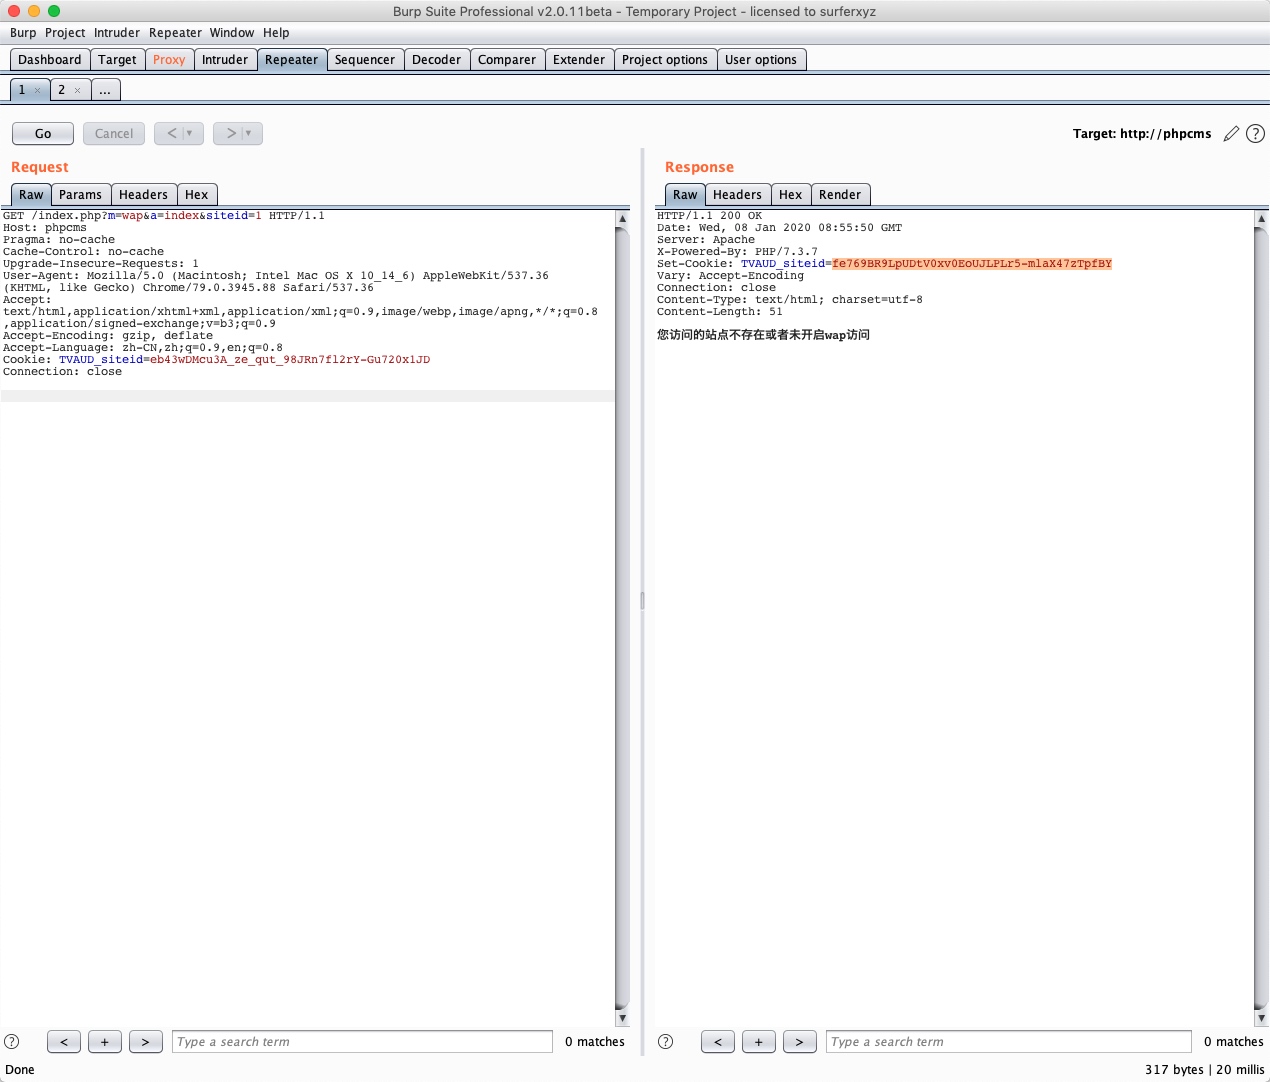 Burp Suite Professional v2.0.11beta - Temporary Project - licensed to surferxyz
Burp Project Intruder Repeater Window Help
Dashboard Target Proxy Intruder Repeater Sequencer Decoder Comparer Extender Project options User options
1 × 2 × ...
Go Cancel < ▼ > ▼ Target: http://phpcms ?
Request
Raw Params Headers Hex
GET /index.php?m=wap&a=index&siteid=1 HTTP/1.1
Host: phpcms
Pragma: no-cache
Cache-Control: no-cache
Upgrade-Insecure-Requests: 1
User-Agent: Mozilla/5.0 (Macintosh; Intel Mac OS X 10_14_6) AppleWebKit/537.36
(KHTML, like Gecko) Chrome/79.0.3945.88 Safari/537.36
Accept:
text/html,application/xhtml+xml,application/xml;q=0.9,image/webp,image/apng,*/*;q=0.8
,application/signed-exchange;v=b3;q=0.9
Accept-Encoding: gzip, deflate
Accept-Language: zh-CN,zh;q=0.9,en;q=0.8
Cookie: TVAUD_siteid=eb43wDMcu3A_ze_qut_98JRn7fl2rY-Gu720x1JD
Connection: close
? < + > Type a search term 0 matches
Response
Raw Headers Hex Render
HTTP/1.1 200 OK
Date: Wed, 08 Jan 2020 08:55:50 GMT
Server: Apache
X-Powered-By: PHP/7.3.7
Set-Cookie: TVAUD_siteid=fe769BR9LpUDtV0xv0EoUJLPLr5-mlaX47zTpfBY
Vary: Accept-Encoding
Connection: close
Content-Type: text/html; charset=utf-8
Content-Length: 51
您访问的站点不存在或者未开启wap访问
? < + > Type a search term 0 matches
Done 317 bytes | 20 millis